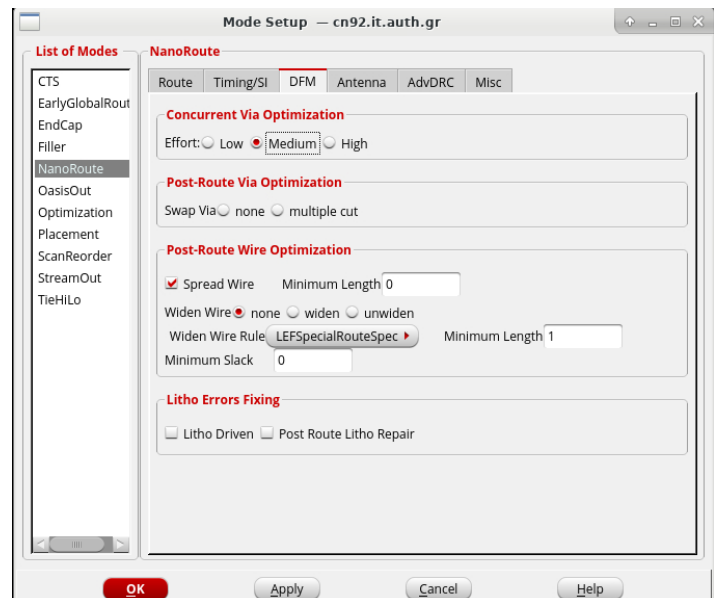 Mode Setup — cn92.it.auth.gr
List of Modes
CTS
EarlyGlobalRout
EndCap
Filler
NanoRoute
OasisOut
Optimization
Placement
ScanReorder
StreamOut
TieHiLo
NanoRoute
Route Timing/SI DFM Antenna AdvDRC Misc
Concurrent Via Optimization
Effort: Low Medium High
Post-Route Via Optimization
Swap Via none multiple cut
Post-Route Wire Optimization
Spread Wire Minimum Length 0
Widen Wire none widen unwiden
Widen Wire Rule LEFSpecialRouteSpec Minimum Length 1
Minimum Slack 0
Litho Errors Fixing
Litho Driven Post Route Litho Repair
OK Apply Cancel Help